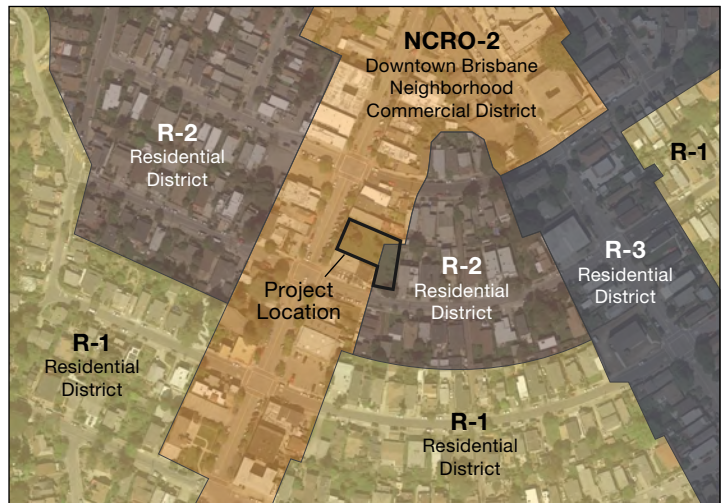 NCRO-2
Downtown Brisbane
Neighborhood
Commercial District
R-2
Residential
District
R-1
R-3
Residential
District
R-2
Residential
District
Project
Location
R-1
Residential
District
R-1
Residential
District